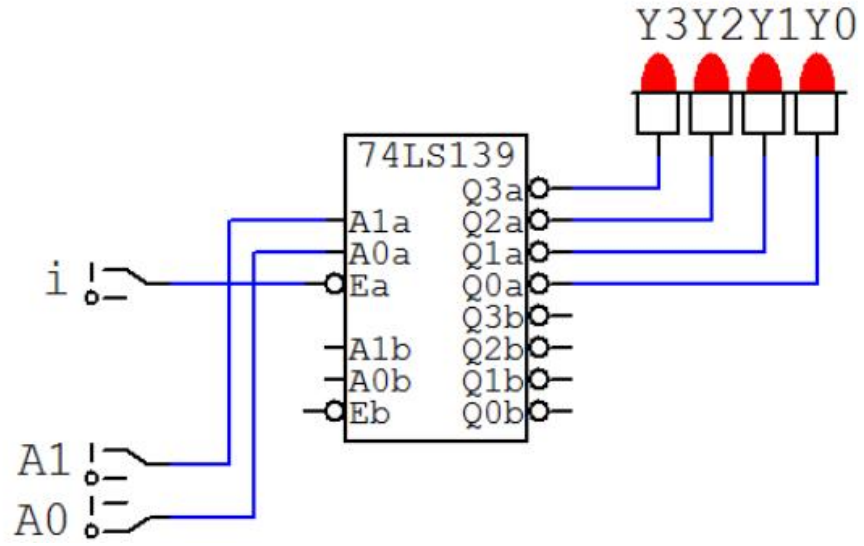 Y3Y2Y1Y0
74LS139
Q3a
A1a Q2a
A0a Q1a
i Ea Q0a
Q3b
A1b Q2b
A0b Q1b
Eb Q0b
A1
A0